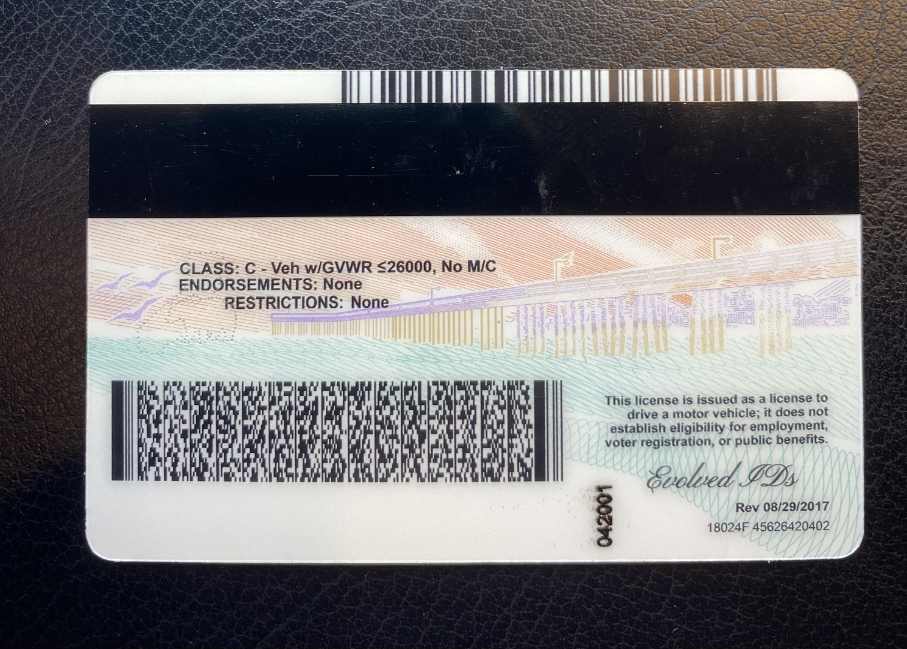 CLASS: C - Veh w/GVWR ≤26000, No M/C
ENDORSEMENTS: None
RESTRICTIONS: None
This license is issued as a license to
drive a motor vehicle; it does not
establish eligibility for employment,
voter registration, or public benefits.
Evolved IDs
042001
Rev 08/29/2017
18024F 45626420402